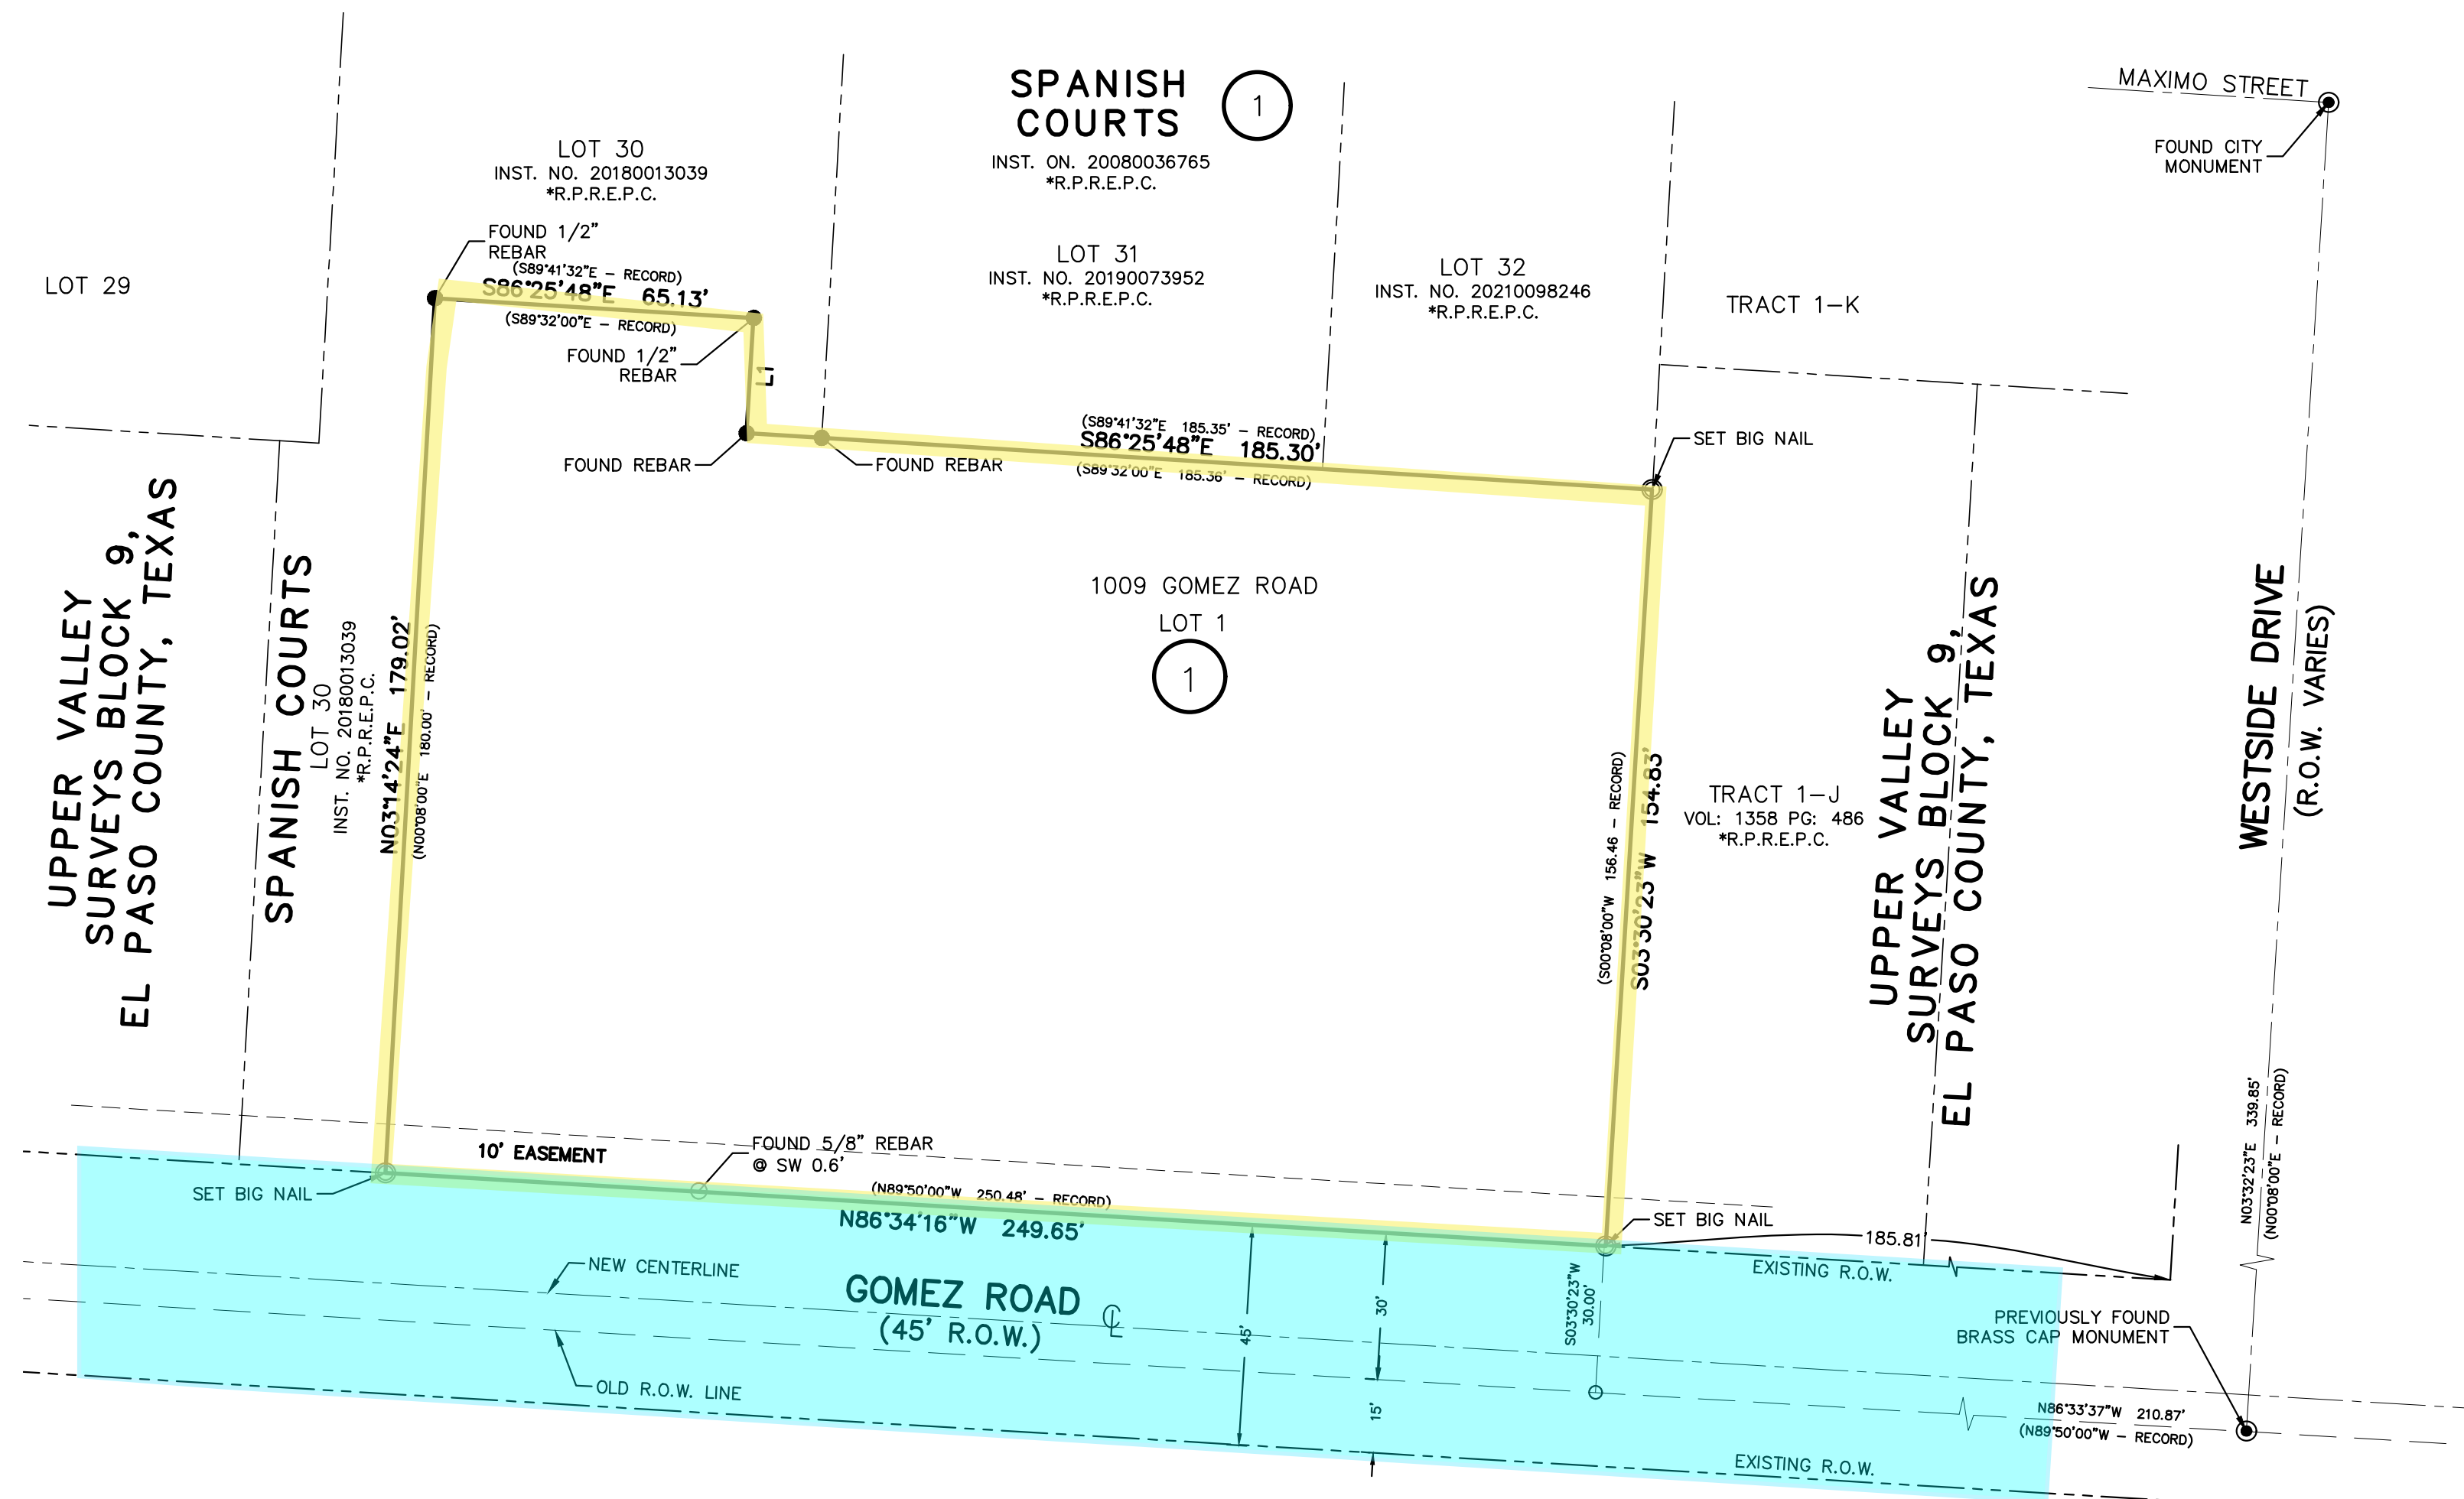 MAXIMO STREET
FOUND CITY
MONUMENT
SPANISH
COURTS
1
INST. ON. 20080036765
*R.P.R.E.P.C.
LOT 30
INST. NO. 20180013039
*R.P.R.E.P.C.
LOT 29
FOUND 1/2"
REBAR
(S89°41'32"E - RECORD)
S86°25'48"E 65.13'
(S89°32'00"E - RECORD)
FOUND 1/2"
REBAR
L1
LOT 31
INST. NO. 20190073952
*R.P.R.E.P.C.
LOT 32
INST. NO. 20210098246
*R.P.R.E.P.C.
TRACT 1-K
(S89°41'32"E 185.35' - RECORD)
S86°25'48"E 185.30'
(S89°32'00"E 185.36' - RECORD)
SET BIG NAIL
FOUND REBAR
FOUND REBAR
UPPER VALLEY
SURVEYS BLOCK 9,
EL PASO COUNTY, TEXAS
SPANISH COURTS
LOT 30
INST. NO. 20180013039
*R.P.R.E.P.C.
N03°14'24"E 179.02'
(N00°08'00"E 180.00' - RECORD)
1009 GOMEZ ROAD
LOT 1
1
(S00°08'00"W 156.46 - RECORD)
S03°30'23"W 154.83'
TRACT 1-J
VOL: 1358 PG: 486
*R.P.R.E.P.C.
UPPER VALLEY
SURVEYS BLOCK 9,
EL PASO COUNTY, TEXAS
WESTSIDE DRIVE
(R.O.W. VARIES)
N03°32'23"E 339.85'
(N00°08'00"E - RECORD)
10' EASEMENT
FOUND 5/8" REBAR
@ SW 0.6'
SET BIG NAIL
(N89°50'00"W 250.48' - RECORD)
N86°34'16"W 249.65'
SET BIG NAIL
185.81'
EXISTING R.O.W.
NEW CENTERLINE
GOMEZ ROAD
(45' R.O.W.)
CL
45'
30'
15'
S03°30'23"W
30.00'
PREVIOUSLY FOUND
BRASS CAP MONUMENT
OLD R.O.W. LINE
N86°33'37"W 210.87'
(N89°50'00"W - RECORD)
EXISTING R.O.W.